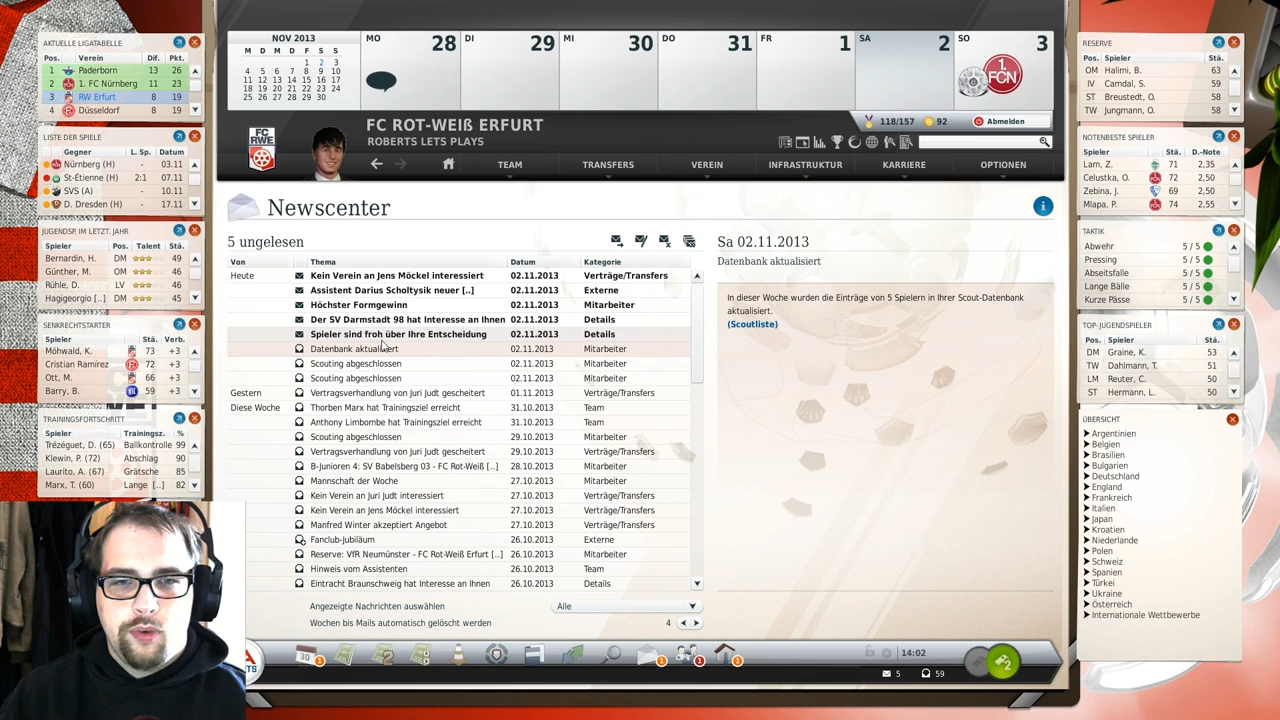 AKTUELLE LIGATABELLE
Pos. Verein Dif. Pkt.
1 Paderborn 13 26
2 1. FC Nürnberg 11 23
3 RW Erfurt 8 19
4 Düsseldorf 8 19
LISTE DER SPIELE
Gegner L. Sp. Datum
Nürnberg (H) - 03.11
St-Étienne (H) 2:1 07.11
SVS (A) - 10.11
D. Dresden (H) - 17.11
JUGENDSP. IM LETZT. JAHR
Spieler Pos. Talent Stä.
Bernardin, H. DM 49
Günther, M. OM 46
Rühle, D. LV 46
Hagigeorgio [..] DM 45
SENKRECHTSTARTER
Spieler Stä. Verb.
Möhwald, K. 73 +3
Cristian Ramírez 72 +3
Ott, M. 66 +3
Barry, B. 59 +3
TRAININGSFORTSCHRITT
Spieler Trainingsz. %
Trézéguet, D. (65) Ballkontrolle 99
Klewin, P. (72) Abschlag 90
Laurito, A. (67) Grätsche 85
Marx, T. (60) Lange [..] 82
NOV 2013
M D M D F S S
1 2 3
4 5 6 7 8 9 10
11 12 13 14 15 16 17
18 19 20 21 22 23 24
25 26 27 28 29 30
MO 28
DI 29
MI 30
DO 31
FR 1
SA 2
SO 3
1. FCN
FC RWE
FC ROT-WEIß ERFURT
ROBERTS LETS PLAYS
118/157 92 Abmelden
TEAM TRANSFERS VEREIN INFRASTRUKTUR KARRIERE OPTIONEN
Newscenter
5 ungelesen
Von Thema Datum Kategorie
Heute Kein Verein an Jens Möckel interessiert 02.11.2013 Verträge/Transfers
Assistent Darius Scholtysik neuer [..] 02.11.2013 Externe
Höchster Formgewinn 02.11.2013 Mitarbeiter
Der SV Darmstadt 98 hat Interesse an Ihnen 02.11.2013 Details
Spieler sind froh über Ihre Entscheidung 02.11.2013 Details
Datenbank aktualisiert 02.11.2013 Mitarbeiter
Scouting abgeschlossen 02.11.2013 Mitarbeiter
Scouting abgeschlossen 02.11.2013 Mitarbeiter
Gestern Vertragsverhandlung von Juri Judt gescheitert 01.11.2013 Verträge/Transfers
Diese Woche Thorben Marx hat Trainingsziel erreicht 31.10.2013 Team
Anthony Limbombe hat Trainingsziel erreicht 31.10.2013 Team
Scouting abgeschlossen 29.10.2013 Mitarbeiter
Vertragsverhandlung von Juri Judt gescheitert 29.10.2013 Verträge/Transfers
B-Junioren 4: SV Babelsberg 03 - FC Rot-Weiß [..] 28.10.2013 Mitarbeiter
Mannschaft der Woche 27.10.2013 Mitarbeiter
Kein Verein an Juri Judt interessiert 27.10.2013 Verträge/Transfers
Kein Verein an Jens Möckel interessiert 27.10.2013 Verträge/Transfers
Manfred Winter akzeptiert Angebot 27.10.2013 Verträge/Transfers
Fanclub-Jubiläum 26.10.2013 Externe
Reserve: VfR Neumünster - FC Rot-Weiß Erfurt [..] 26.10.2013 Mitarbeiter
Hinweis vom Assistenten 26.10.2013 Team
Eintracht Braunschweig hat Interesse an Ihnen 26.10.2013 Details
Angezeigte Nachrichten auswählen Alle
Wochen bis Mails automatisch gelöscht werden 4
Sa 02.11.2013
Datenbank aktualisiert
In dieser Woche wurden die Einträge von 5 Spielern in Ihrer Scout-Datenbank
aktualisiert.
(Scoutliste)
30 1 1 1 1
14:02
5 59
2
RESERVE
Pos. Spieler Stä.
OM Halimi, B. 63
IV Camdal, S. 59
ST Breustedt, O. 58
TW Jungmann, O. 58
NOTENBESTE SPIELER
Spieler Stä. D.-Note
Lam, Z. 71 2,35
Celustka, O. 72 2,50
Zebina, J. 69 2,50
Mlapa, P. 74 2,55
TAKTIK
Abwehr 5 / 5
Pressing 5 / 5
Abseitsfalle 5 / 5
Lange Bälle 5 / 5
Kurze Pässe 5 / 5
TOP-JUGENDSPIELER
Pos. Spieler Stä.
DM Graine, K. 53
TW Dahlmann, T. 51
LM Reuter, C. 50
ST Hermann, L. 50
ÜBERSICHT
Argentinien
Belgien
Brasilien
Bulgarien
Deutschland
England
Frankreich
Italien
Japan
Kroatien
Niederlande
Polen
Schweiz
Spanien
Türkei
Ukraine
Österreich
Internationale Wettbewerbe